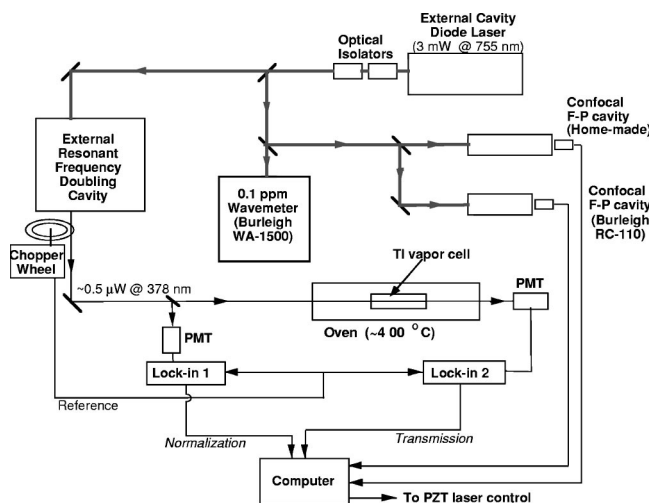 External Cavity
Diode Laser
(3 mW @ 755 nm)
Optical
Isolators
Confocal
F-P cavity
(Home-made)
External
Resonant
Frequency
Doubling
Cavity
0.1 ppm
Wavemeter
(Burleigh
WA-1500)
Confocal
F-P cavity
(Burleigh
RC-110)
Chopper
Wheel
~0.5 µW @ 378 nm
Tl vapor cell
PMT
Oven (~4 00 °C)
PMT
Lock-in 1
Lock-in 2
Reference
Normalization
Transmission
Computer
To PZT laser control